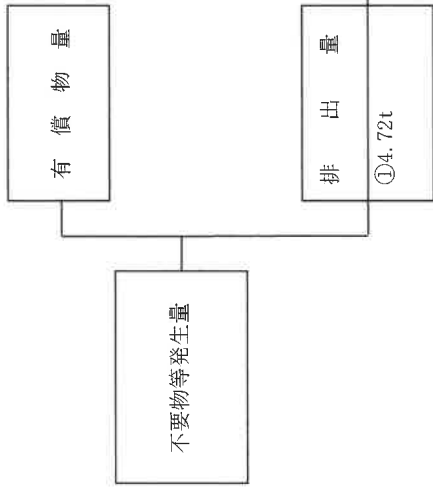 不要物等発生量
有償物量
排出量
①4.72t